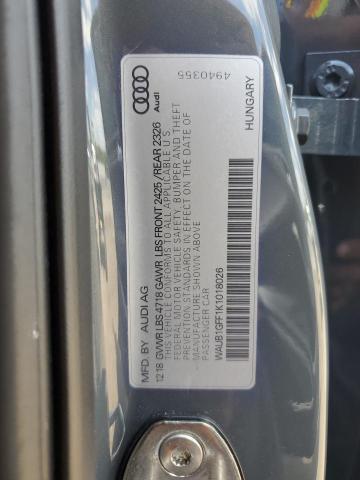 MFD. BY AUDI AG
12 18 GVWR LBS 4718 GAWR LBS FRONT 2425 / REAR 2326
THIS VEHICLE CONFORMS TO ALL APPLICABLE U.S.
FEDERAL MOTOR VEHICLE SAFETY, BUMPER AND THEFT
PREVENTION STANDARDS IN EFFECT ON THE DATE OF
MANUFACTURE SHOWN ABOVE
PASSENGER CAR
WAUB1GFF1K1018026
Audi
4940355
HUNGARY